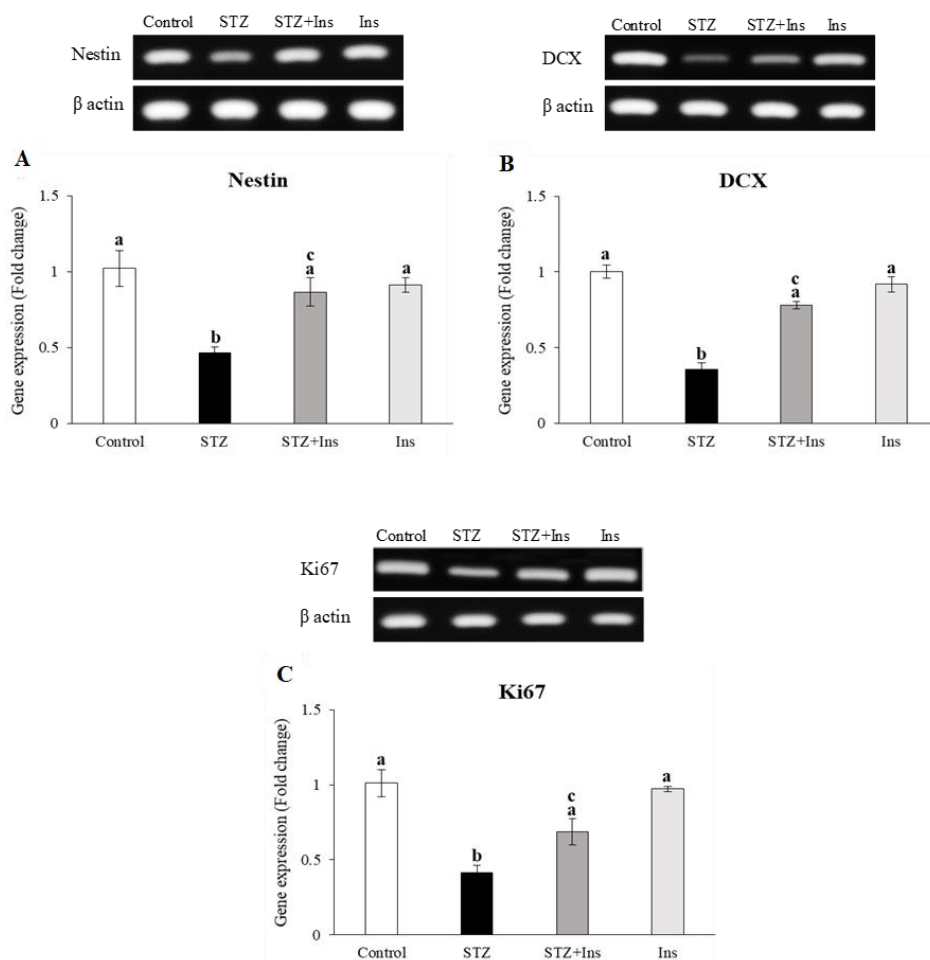 Control STZ STZ+Ins Ins
Nestin
β actin
A
Nestin
Gene expression (Fold change)
1.5
1
0.5
0
a
b
c
a
a
Control STZ STZ+Ins Ins
Control STZ STZ+Ins Ins
DCX
β actin
B
DCX
Gene expression (Fold change)
1.5
1
0.5
0
a
b
c
a
a
Control STZ STZ+Ins Ins
Control STZ STZ+Ins Ins
Ki67
β actin
C
Ki67
Gene expression (Fold change)
1.5
1
0.5
0
a
b
c
a
a
Control STZ STZ+Ins Ins